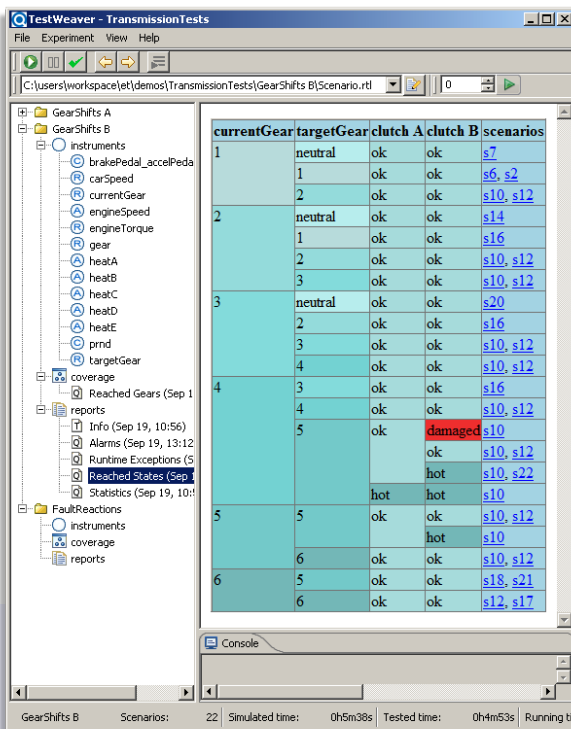 TestWeaver - TransmissionTests
File Experiment View Help
C:\users\workspace\et\demos\TransmissionTests\GearShifts B\Scenario.rtl 0
GearShifts A
GearShifts B
instruments
C brakePedal_accelPeda
R carSpeed
R currentGear
A engineSpeed
R engineTorque
R gear
A heatA
A heatB
A heatC
A heatD
A heatE
C prnd
R targetGear
coverage
Q Reached Gears (Sep 1
reports
T Info (Sep 19, 10:56)
Q Alarms (Sep 19, 13:12
Q Runtime Exceptions (S
Q Reached States (Sep 1
Q Statistics (Sep 19, 10:5
FaultReactions
instruments
coverage
reports
currentGear targetGear clutch A clutch B scenarios
1 neutral ok ok s7
1 ok ok s6, s2
2 ok ok s10, s12
2 neutral ok ok s14
1 ok ok s16
2 ok ok s10, s12
3 ok ok s10, s12
3 neutral ok ok s20
2 ok ok s16
3 ok ok s10, s12
4 ok ok s10, s12
4 3 ok ok s16
4 ok ok s10, s12
5 ok damaged s10
ok s10, s12
hot s10, s22
hot hot s10
5 5 ok ok s10, s12
hot s10
6 ok ok s10, s12
6 5 ok ok s18, s21
6 ok ok s12, s17
Console
GearShifts B Scenarios: 22 Simulated time: 0h5m38s Tested time: 0h4m53s Running ti